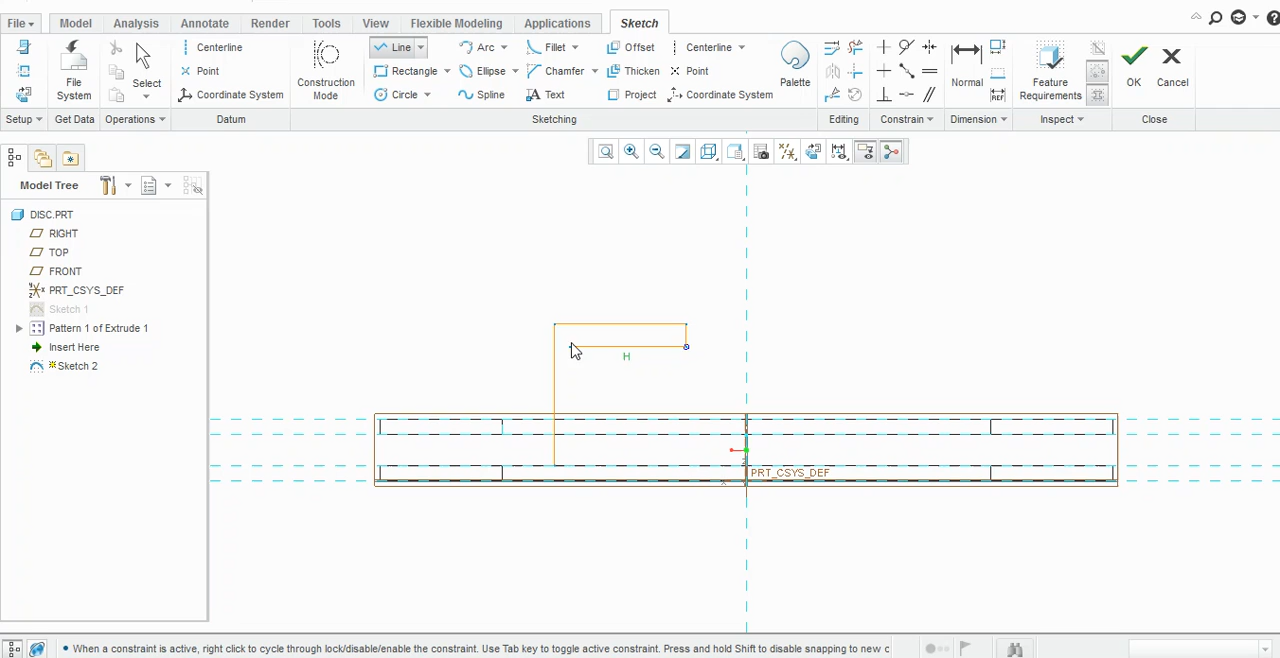 File Model Analysis Annotate Render Tools View Flexible Modeling Applications Sketch
Centerline Line Arc Fillet Offset Centerline
Point Rectangle Ellipse Chamfer Thicken Point
Coordinate System Circle Spline Text Project Coordinate System
File System Select Construction Mode Palette Normal REF Feature Requirements OK Cancel
Setup Get Data Operations Datum Sketching Editing Constrain Dimension Inspect Close
Model Tree
DISC.PRT
RIGHT
TOP
FRONT
PRT_CSYS_DEF
Sketch 1
Pattern 1 of Extrude 1
Insert Here
Sketch 2
H
PRT_CSYS_DEF
X
• When a constraint is active, right click to cycle through lock/disable/enable the constraint. Use Tab key to toggle active constraint. Press and hold Shift to disable snapping to new c